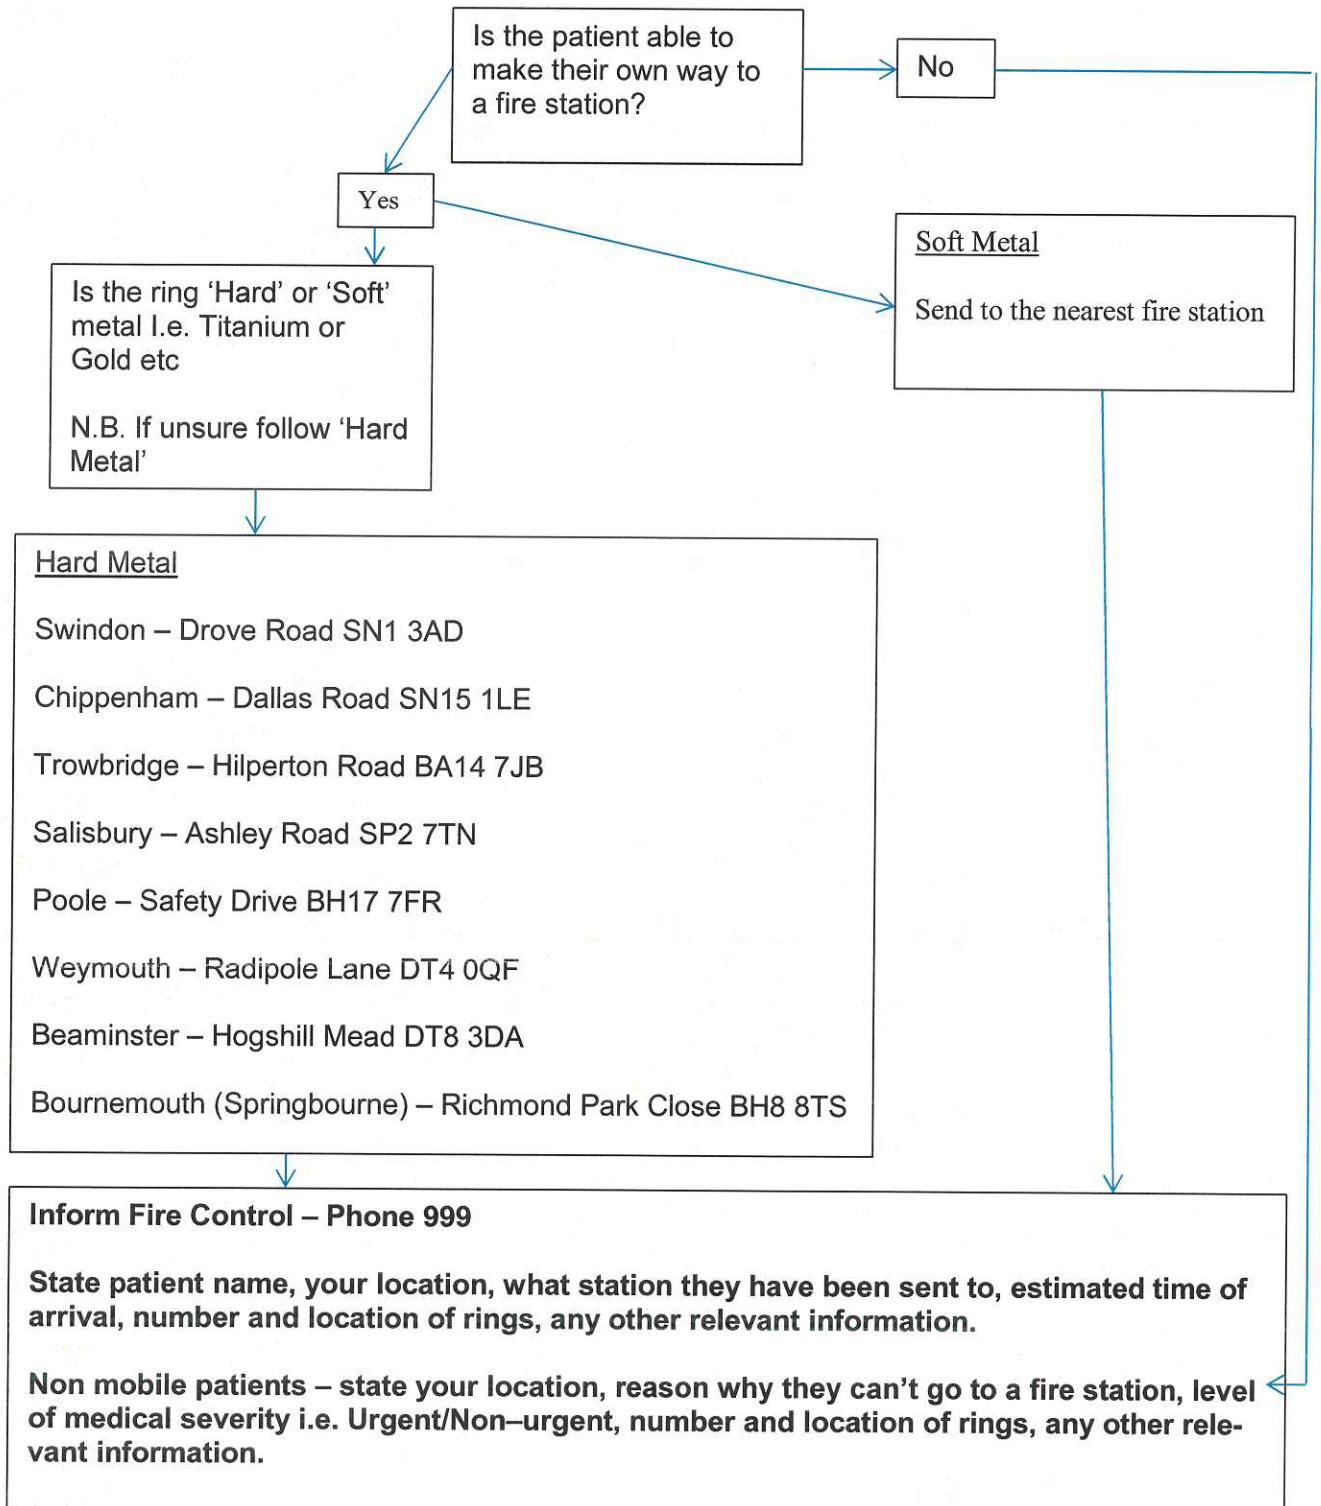 Is the patient able to
make their own way to
a fire station?
No
Yes
Soft Metal
Send to the nearest fire station
Is the ring ‘Hard’ or ‘Soft’
metal I.e. Titanium or
Gold etc
N.B. If unsure follow ‘Hard
Metal’
Hard Metal
Swindon – Drove Road SN1 3AD
Chippenham – Dallas Road SN15 1LE
Trowbridge – Hilperton Road BA14 7JB
Salisbury – Ashley Road SP2 7TN
Poole – Safety Drive BH17 7FR
Weymouth – Radipole Lane DT4 0QF
Beaminster – Hogshill Mead DT8 3DA
Bournemouth (Springbourne) – Richmond Park Close BH8 8TS
Inform Fire Control – Phone 999
State patient name, your location, what station they have been sent to, estimated time of
arrival, number and location of rings, any other relevant information.
Non mobile patients – state your location, reason why they can’t go to a fire station, level
of medical severity i.e. Urgent/Non–urgent, number and location of rings, any other rele-
vant information.